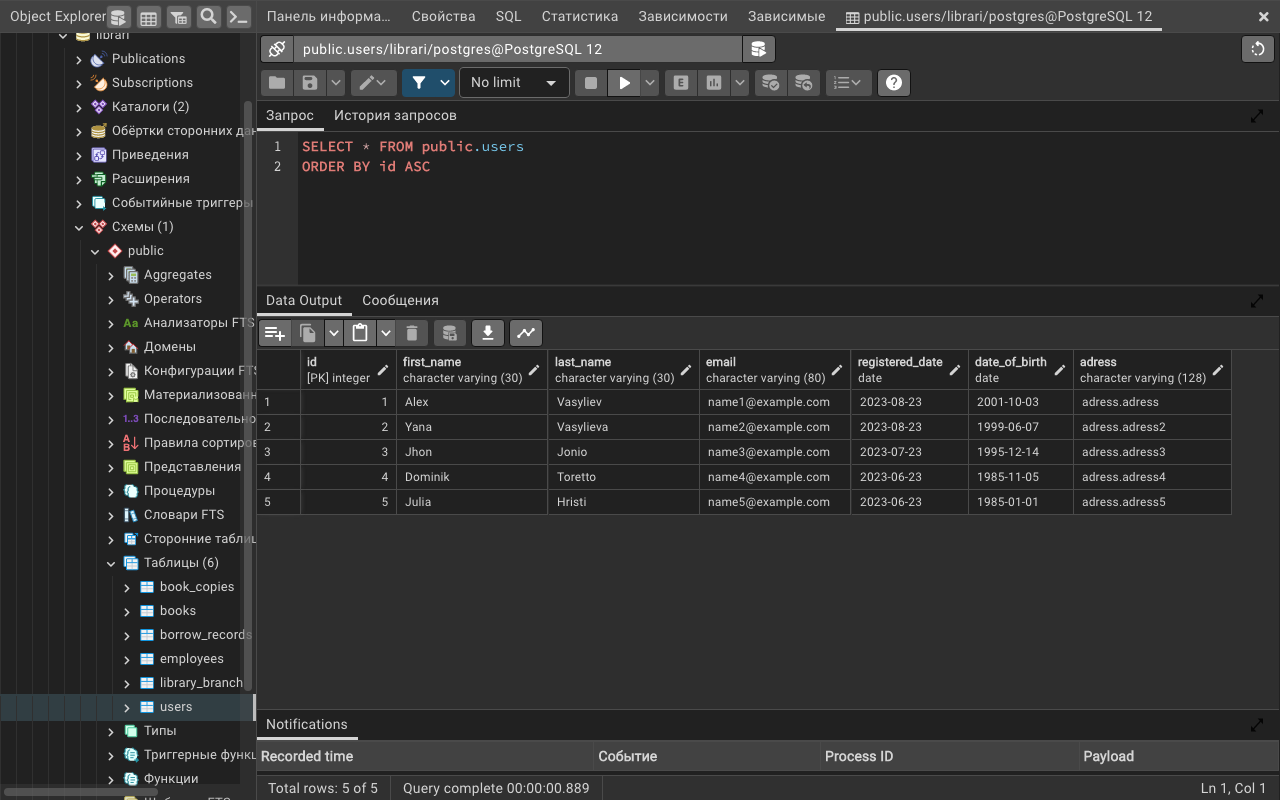 Object Explorer
Панель информа... Свойства SQL Статистика Зависимости Зависимые public.users/librari/postgres@PostgreSQL 12
librari
Publications
Subscriptions
Каталоги (2)
Обёртки сторонних дан
Приведения
Расширения
Событийные триггеры
Схемы (1)
public
Aggregates
Operators
Aa Анализаторы FTS
Домены
Конфигурации FTS
Материализованн
1..3 Последовательно
Правила сортиров
Представления
Процедуры
Словари FTS
Сторонние таблиц
Таблицы (6)
book_copies
books
borrow_records
employees
library_branch
users
Типы
Триггерные функц
Функции
public.users/librari/postgres@PostgreSQL 12
No limit E
Запрос История запросов
1 SELECT * FROM public.users
2 ORDER BY id ASC
Data Output Сообщения
id first_name last_name email registered_date date_of_birth adress
[PK] integer character varying (30) character varying (30) character varying (80) date date character varying (128)
1 1 Alex Vasyliev name1@example.com 2023-08-23 2001-10-03 adress.adress
2 2 Yana Vasylieva name2@example.com 2023-08-23 1999-06-07 adress.adress2
3 3 Jhon Jonio name3@example.com 2023-07-23 1995-12-14 adress.adress3
4 4 Dominik Toretto name4@example.com 2023-06-23 1985-11-05 adress.adress4
5 5 Julia Hristi name5@example.com 2023-06-23 1985-01-01 adress.adress5
Notifications
Recorded time Событие Process ID Payload
Total rows: 5 of 5 Query complete 00:00:00.889 Ln 1, Col 1